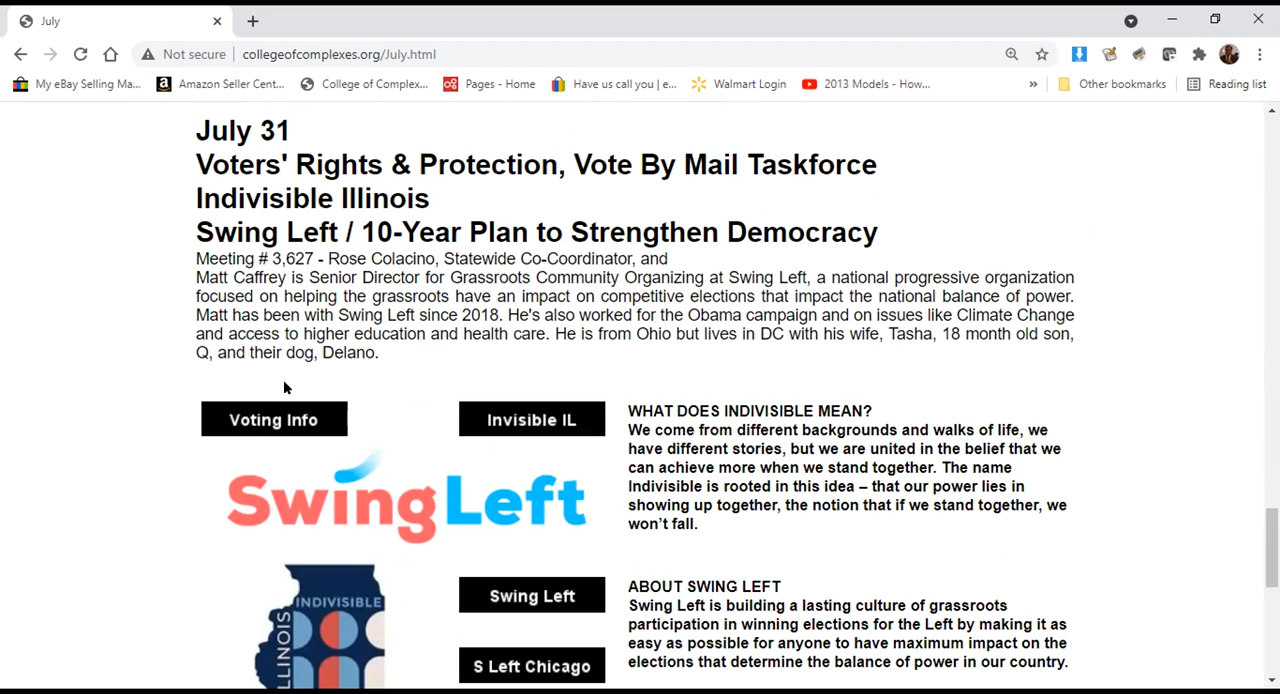 July
Not secure
collegeofcomplexes.org/July.html
My eBay Selling Ma...
Amazon Seller Cent...
College of Complex...
Pages - Home
Have us call you | e...
Walmart Login
2013 Models - How...
»
Other bookmarks
Reading list
July 31
Voters' Rights & Protection, Vote By Mail Taskforce
Indivisible Illinois
Swing Left / 10-Year Plan to Strengthen Democracy
Meeting # 3,627 - Rose Colacino, Statewide Co-Coordinator, and
Matt Caffrey is Senior Director for Grassroots Community Organizing at Swing Left, a national progressive organization
focused on helping the grassroots have an impact on competitive elections that impact the national balance of power.
Matt has been with Swing Left since 2018. He's also worked for the Obama campaign and on issues like Climate Change
and access to higher education and health care. He is from Ohio but lives in DC with his wife, Tasha, 18 month old son,
Q, and their dog, Delano.
Voting Info
Invisible IL
SwingLeft
INDIVISIBLE
ILLINOIS
Swing Left
S Left Chicago
WHAT DOES INDIVISIBLE MEAN?
We come from different backgrounds and walks of life, we
have different stories, but we are united in the belief that we
can achieve more when we stand together. The name
Indivisible is rooted in this idea – that our power lies in
showing up together, the notion that if we stand together, we
won't fall.
ABOUT SWING LEFT
Swing Left is building a lasting culture of grassroots
participation in winning elections for the Left by making it as
easy as possible for anyone to have maximum impact on the
elections that determine the balance of power in our country.